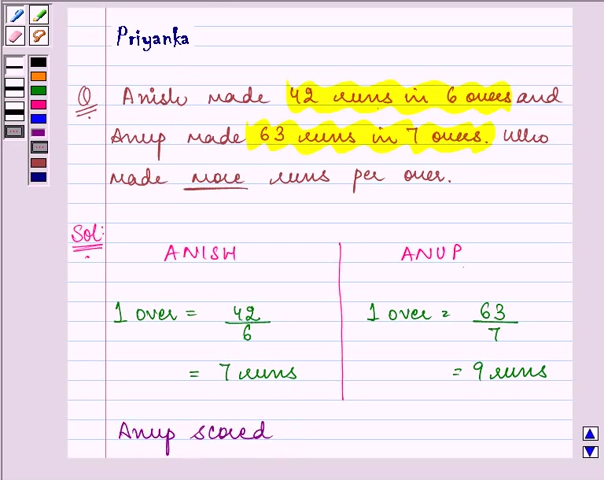 Priyanka
Q Anish made 42 runs in 6 overs and
Anup made 63 runs in 7 overs. Who
made more runs per over.
Sol:
ANISH ANUP
1 over = 42/6 1 over = 63/7
= 7 runs = 9 runs
Anup scored